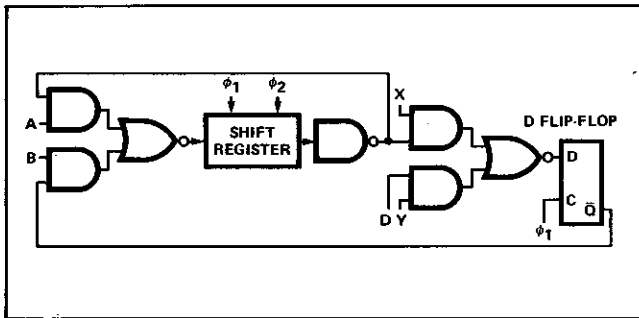 ϕ1 ϕ2
X
A
D FLIP-FLOP
SHIFT
REGISTER
D
B
C Q̅
D Y
ϕ1